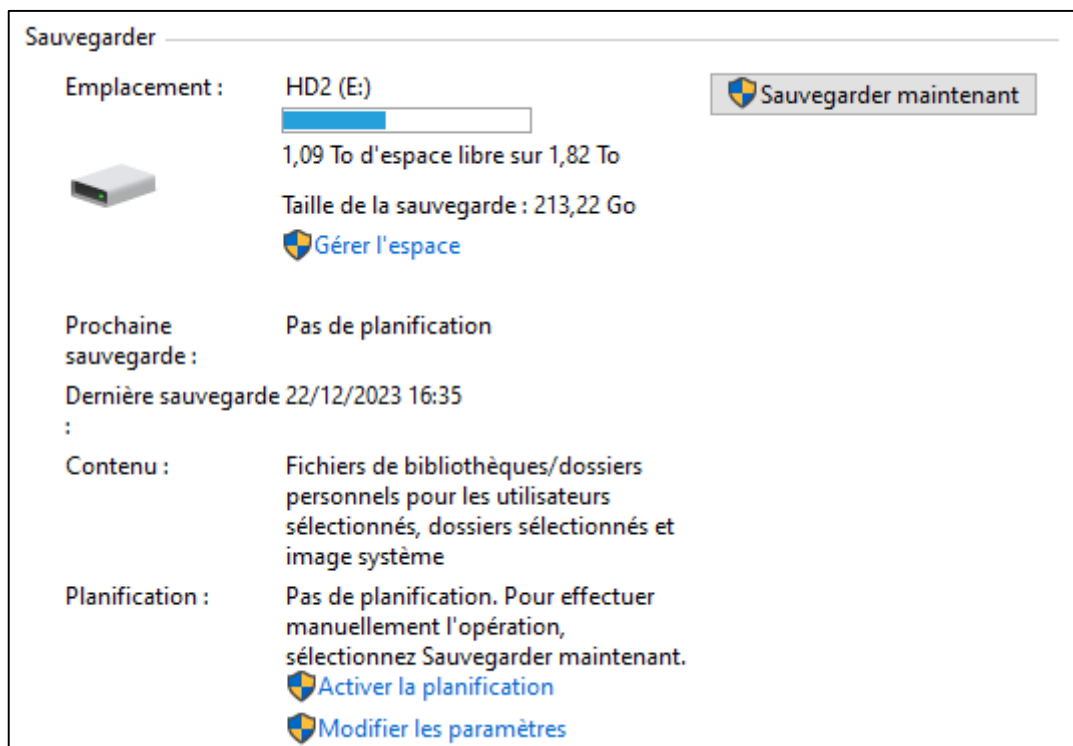 Sauvegarder
Emplacement :
HD2 (E:)
Sauvegarder maintenant
1,09 To d'espace libre sur 1,82 To
Taille de la sauvegarde : 213,22 Go
Gérer l'espace
Prochaine
sauvegarde :
Pas de planification
Dernière sauvegarde
:
22/12/2023 16:35
Contenu :
Fichiers de bibliothèques/dossiers
personnels pour les utilisateurs
sélectionnés, dossiers sélectionnés et
image système
Planification :
Pas de planification. Pour effectuer
manuellement l'opération,
sélectionnez Sauvegarder maintenant.
Activer la planification
Modifier les paramètres